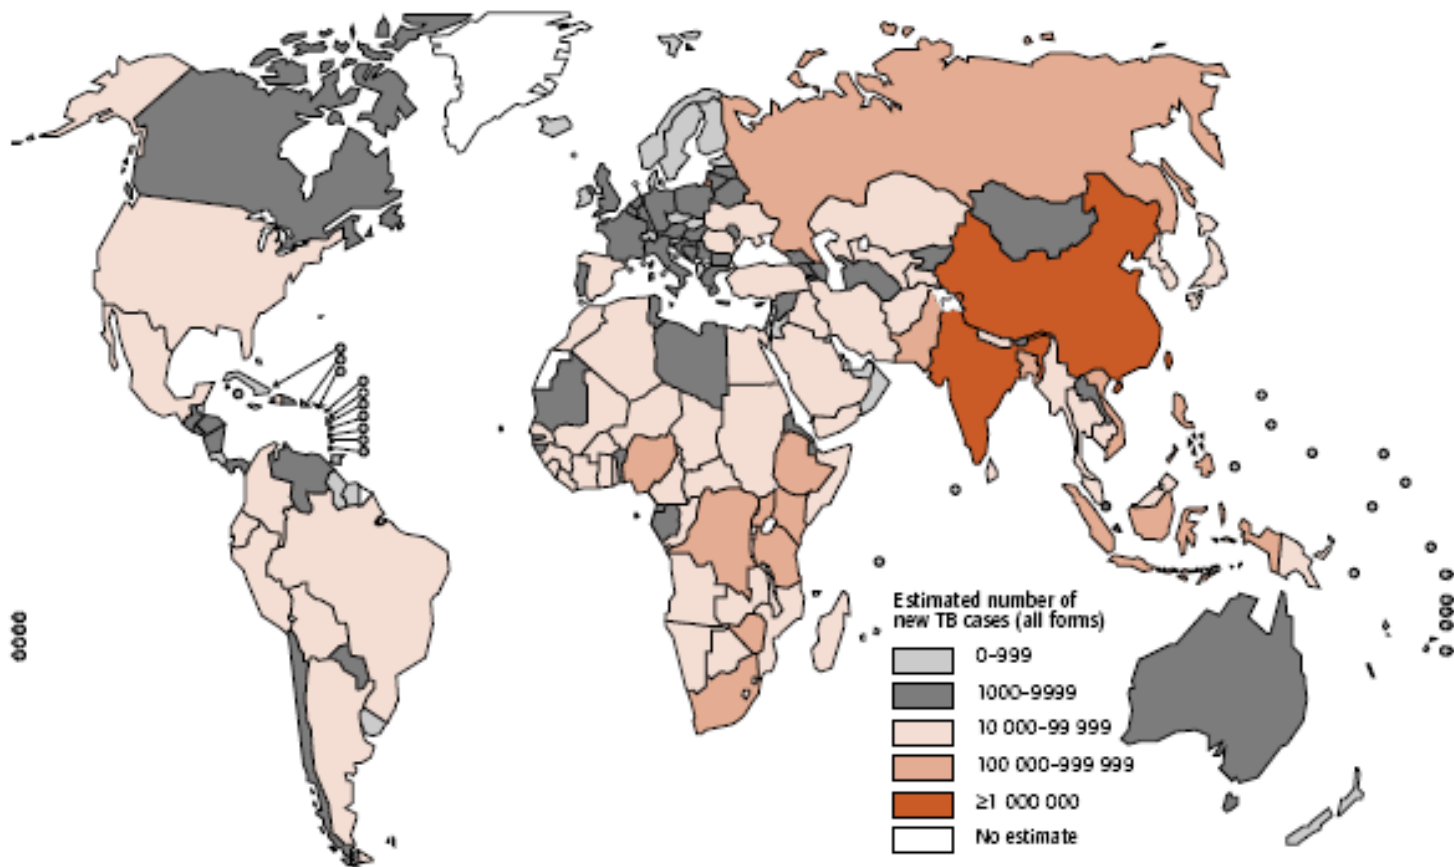 Estimated number of
new TB cases (all forms)
0–999
1000–9999
10 000–99 999
100 000–999 999
≥1 000 000
No estimate